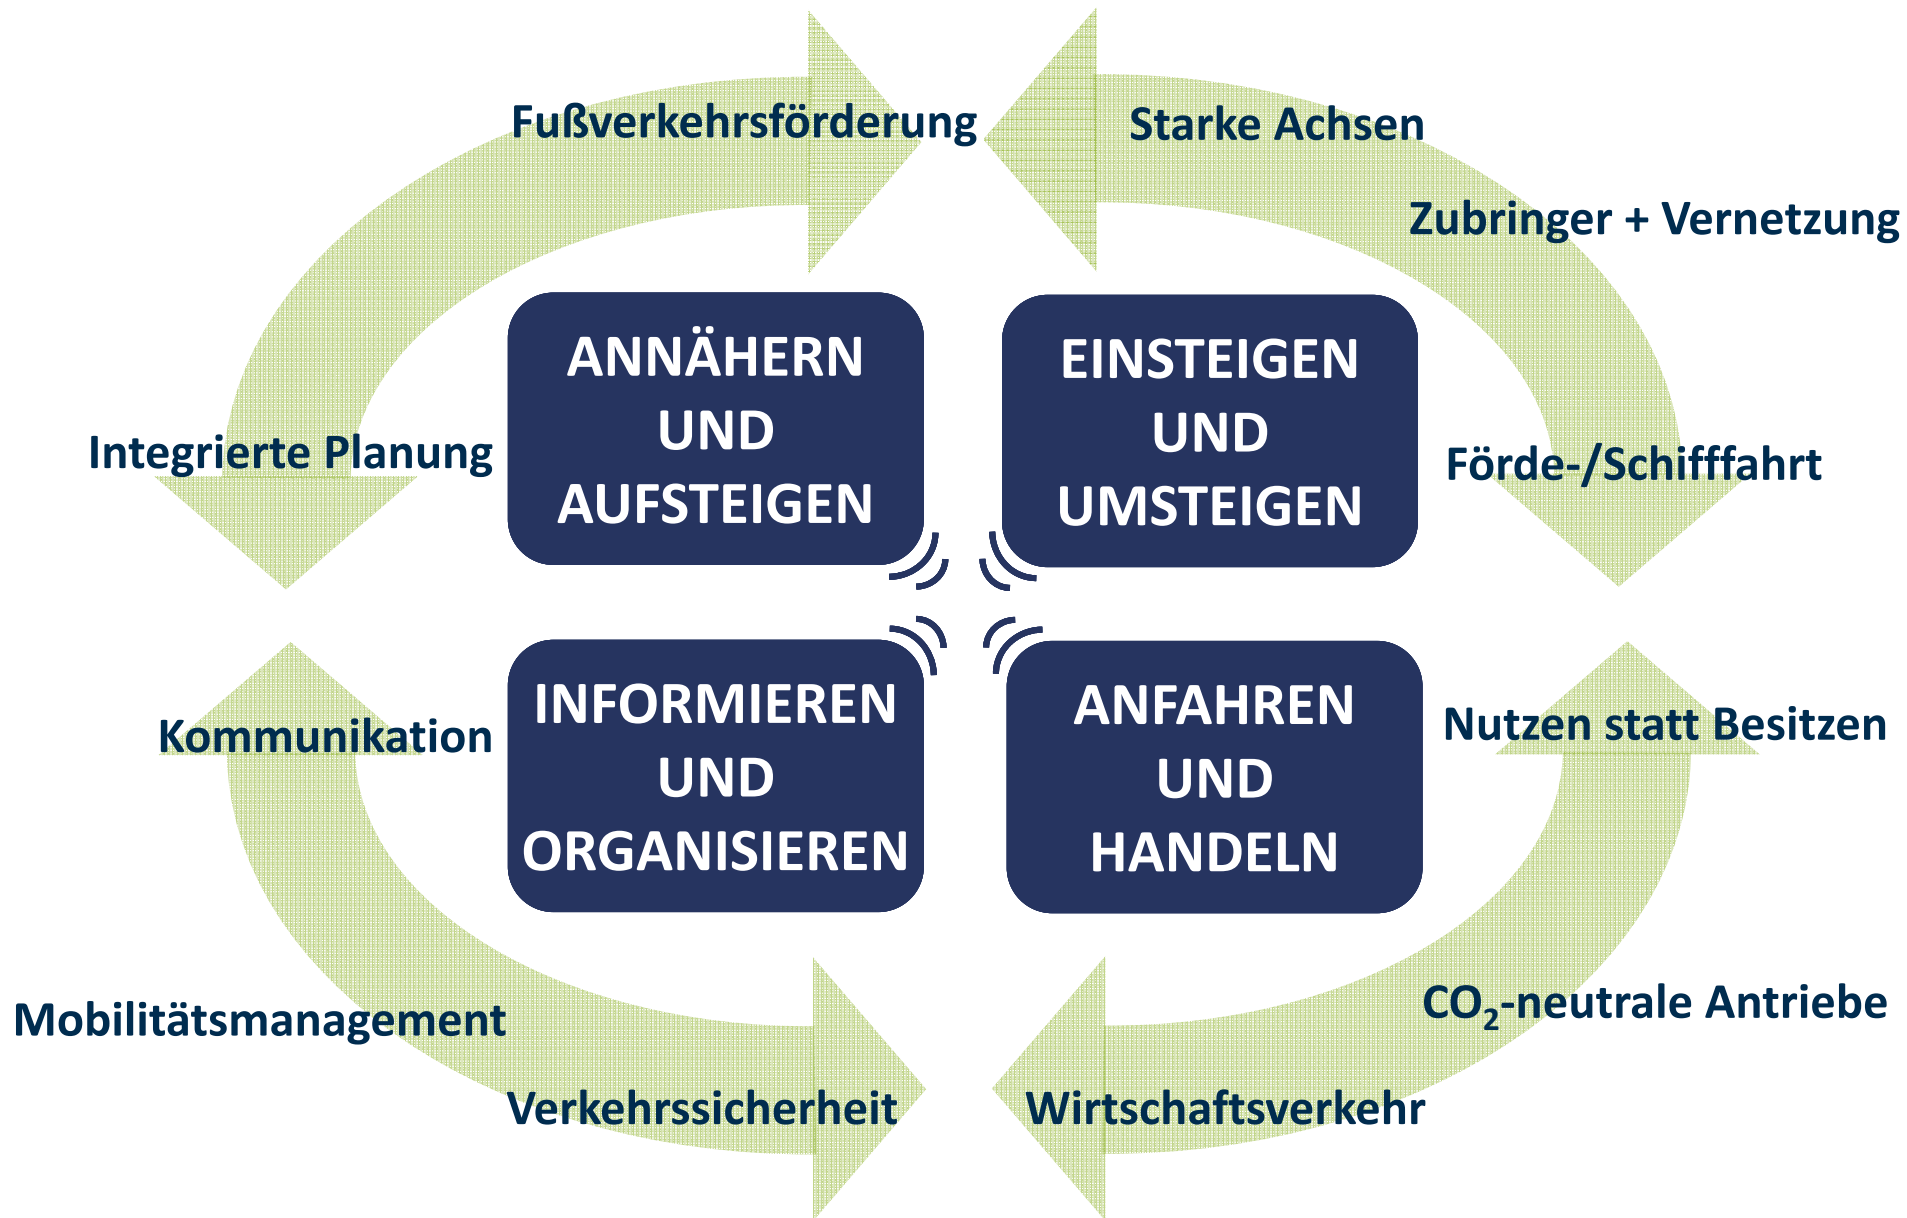 Fußverkehrsförderung
Starke Achsen
Zubringer + Vernetzung
Integrierte Planung
ANNÄHERN
UND
AUFSTEIGEN
EINSTEIGEN
UND
UMSTEIGEN
Förde-/Schifffahrt
Kommunikation
INFORMIEREN
UND
ORGANISIEREN
ANFAHREN
UND
HANDELN
Nutzen statt Besitzen
Mobilitätsmanagement
CO₂-neutrale Antriebe
Verkehrssicherheit
Wirtschaftsverkehr